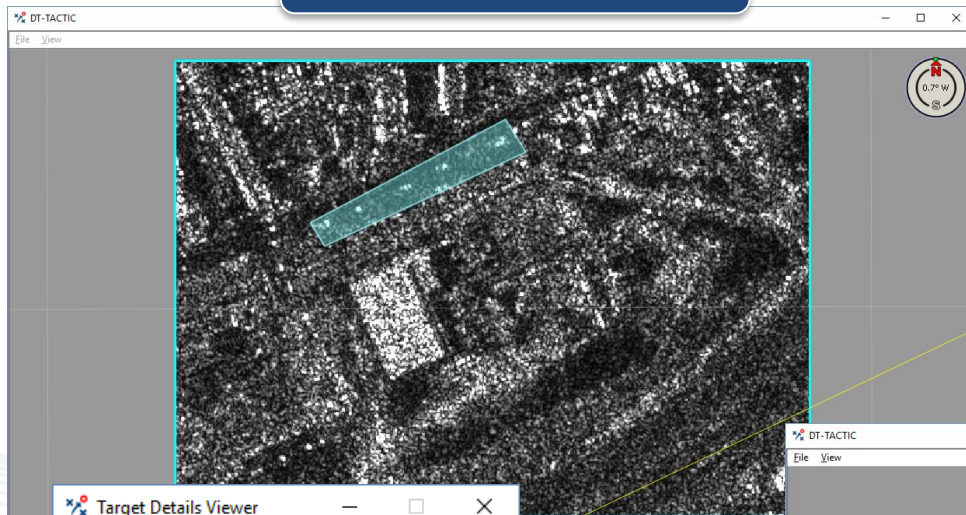 DT-TACTIC
File View
N
0.7° W
S
DT-TACTIC
File View
Target Details Viewer